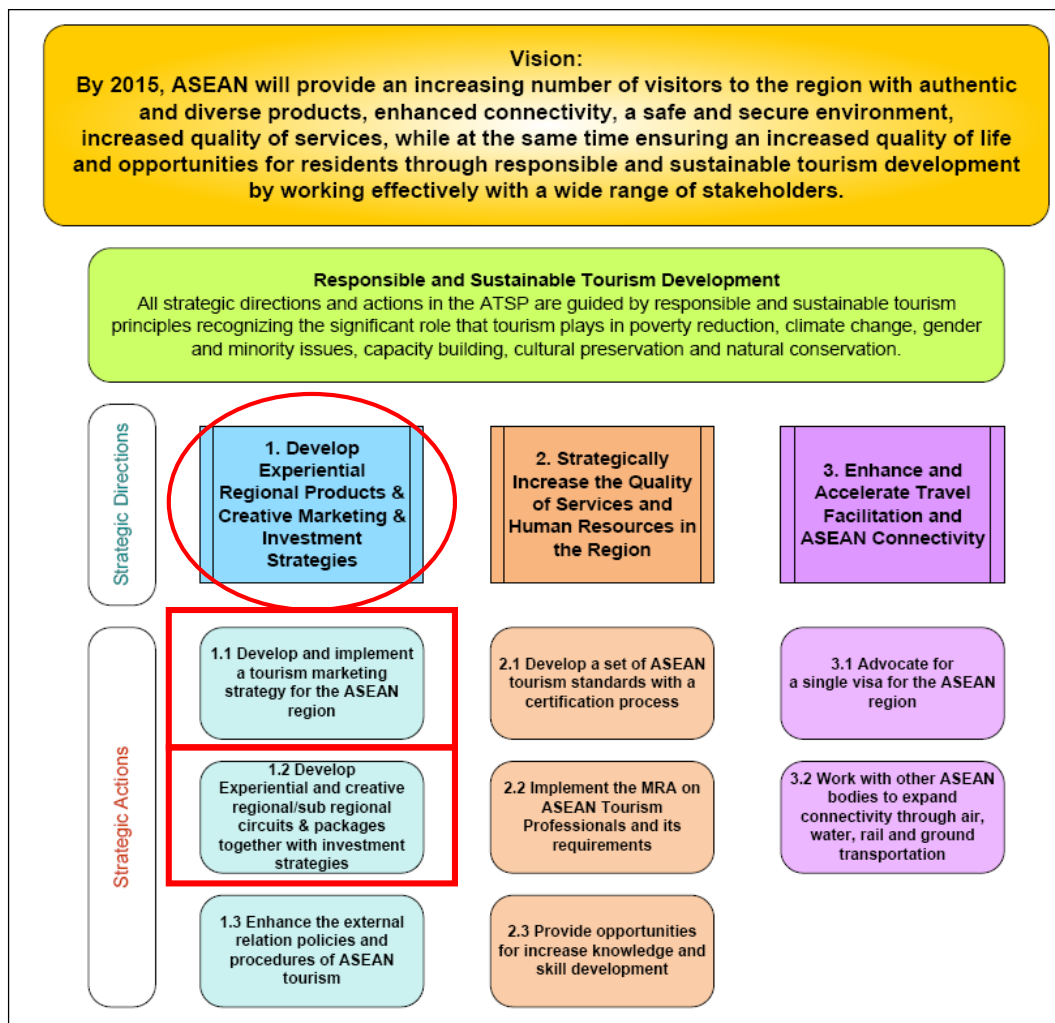 Vision:
By 2015, ASEAN will provide an increasing number of visitors to the region with authentic
and diverse products, enhanced connectivity, a safe and secure environment,
increased quality of services, while at the same time ensuring an increased quality of life
and opportunities for residents through responsible and sustainable tourism development
by working effectively with a wide range of stakeholders.
Responsible and Sustainable Tourism Development
All strategic directions and actions in the ATSP are guided by responsible and sustainable tourism
principles recognizing the significant role that tourism plays in poverty reduction, climate change, gender
and minority issues, capacity building, cultural preservation and natural conservation.
Strategic Directions
1. Develop
Experiential
Regional Products &
Creative Marketing &
Investment
Strategies
2. Strategically
Increase the Quality
of Services and
Human Resources in
the Region
3. Enhance and
Accelerate Travel
Facilitation and
ASEAN Connectivity
Strategic Actions
1.1 Develop and implement
a tourism marketing
strategy for the ASEAN
region
2.1 Develop a set of ASEAN
tourism standards with a
certification process
3.1 Advocate for
a single visa for the ASEAN
region
1.2 Develop
Experiential and creative
regional/sub regional
circuits & packages
together with investment
strategies
2.2 Implement the MRA on
ASEAN Tourism
Professionals and its
requirements
3.2 Work with other ASEAN
bodies to expand
connectivity through air,
water, rail and ground
transportation
1.3 Enhance the external
relation policies and
procedures of ASEAN
tourism
2.3 Provide opportunities
for increase knowledge and
skill development